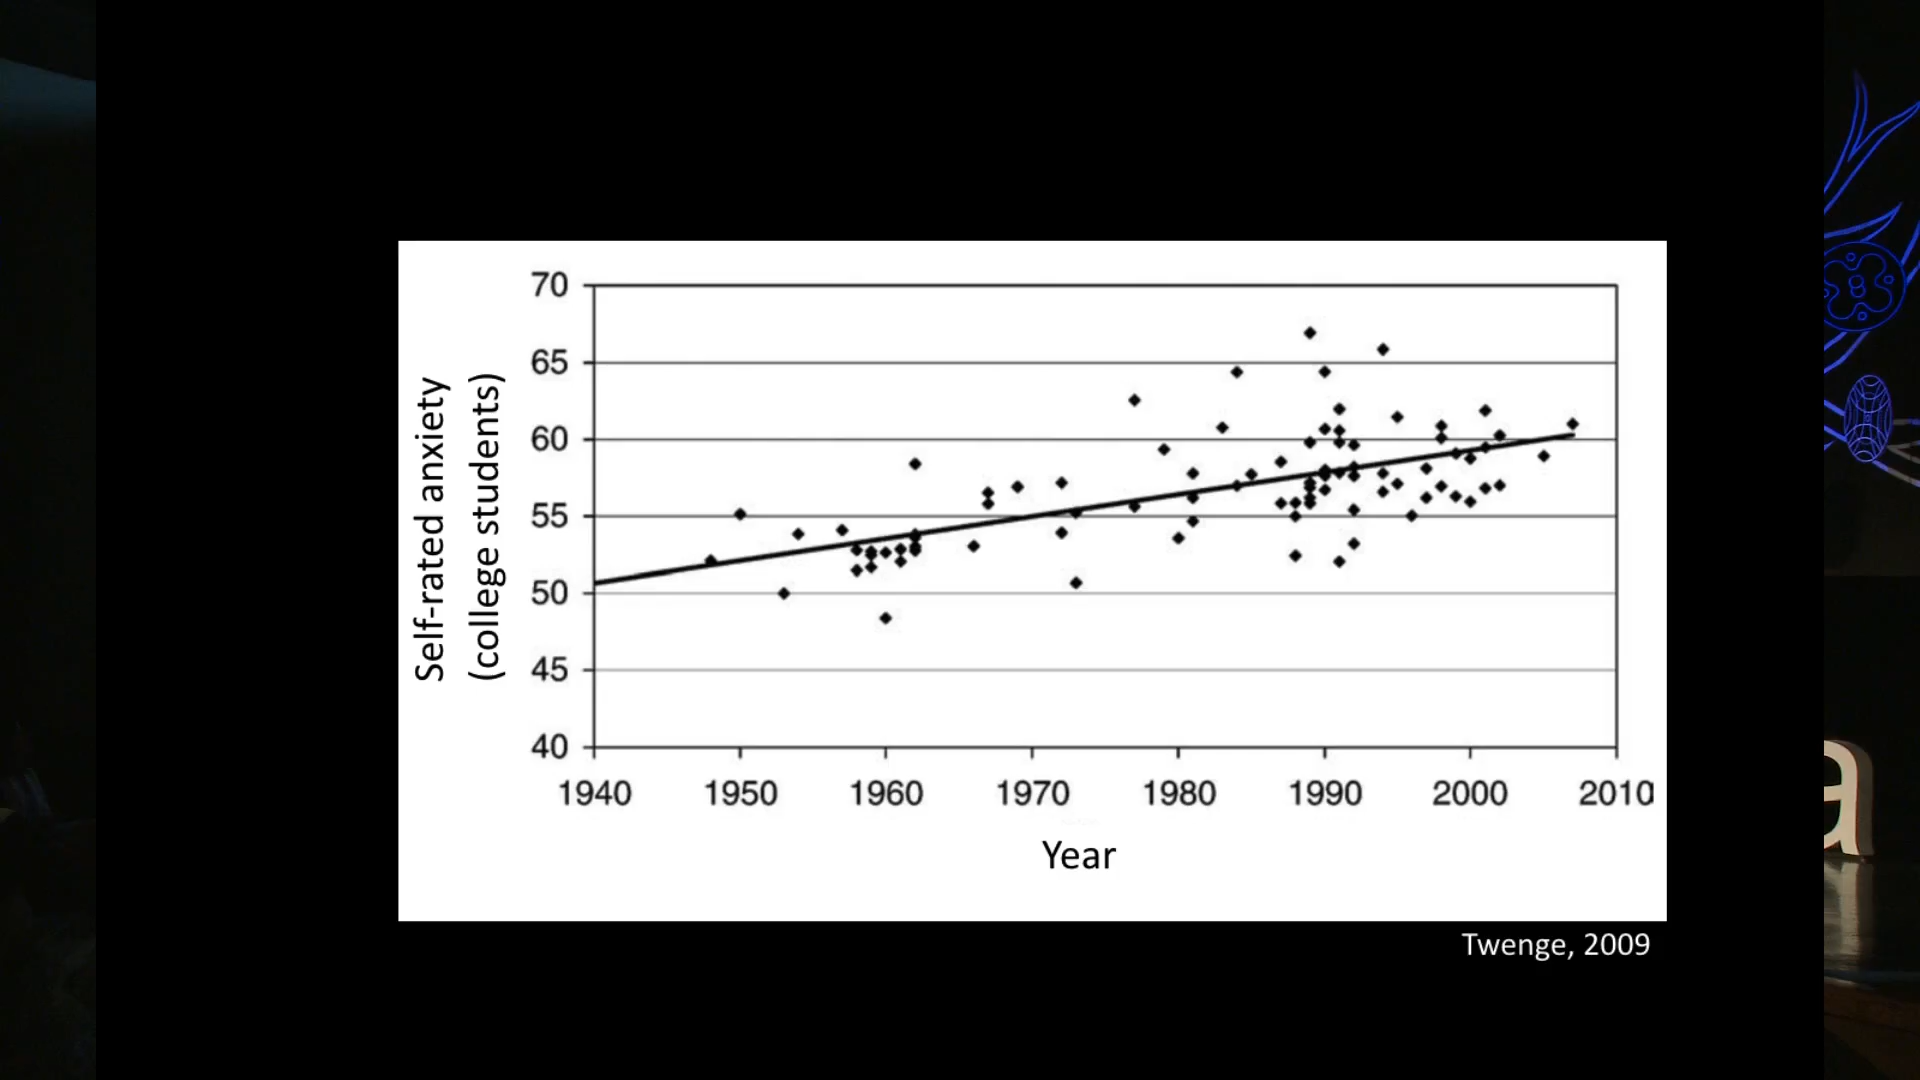 70
65
60
55
50
45
40
Self-rated anxiety
(college students)
1940 1950 1960 1970 1980 1990 2000 2010
Year
Twenge, 2009
a